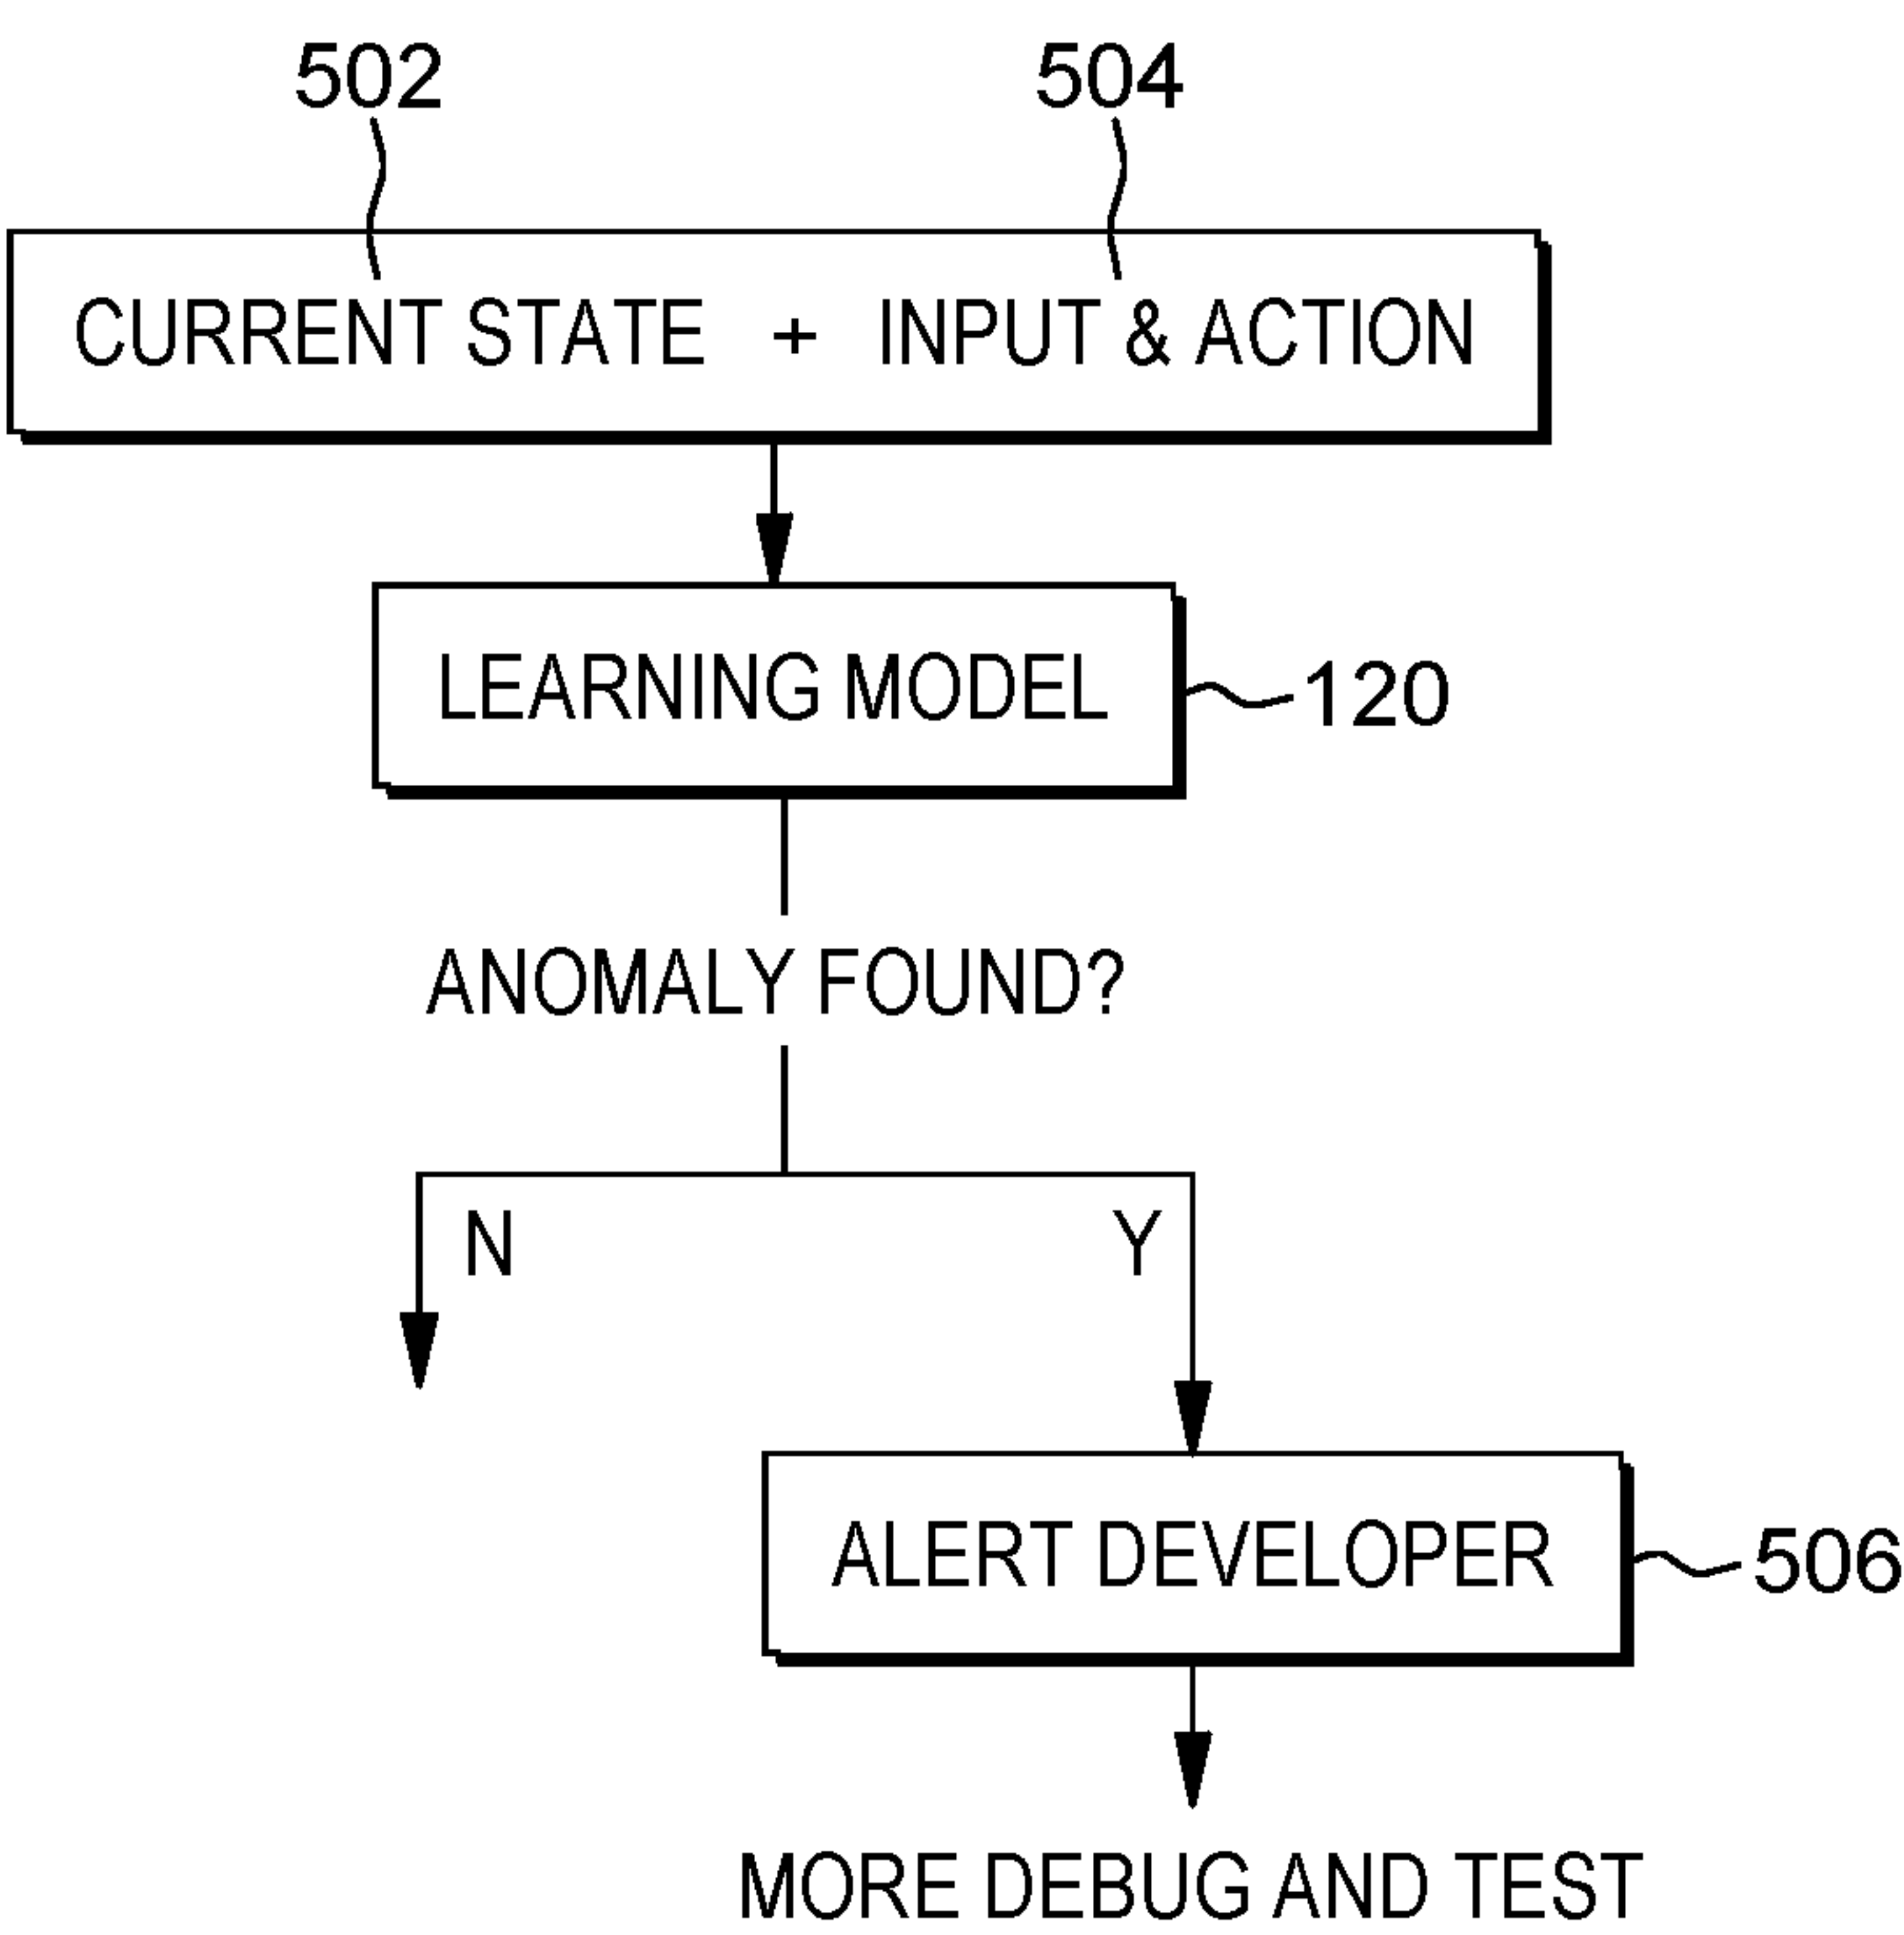 502 504
CURRENT STATE + INPUT & ACTION
LEARNING MODEL 120
ANOMALY FOUND?
N Y
ALERT DEVELOPER 506
MORE DEBUG AND TEST